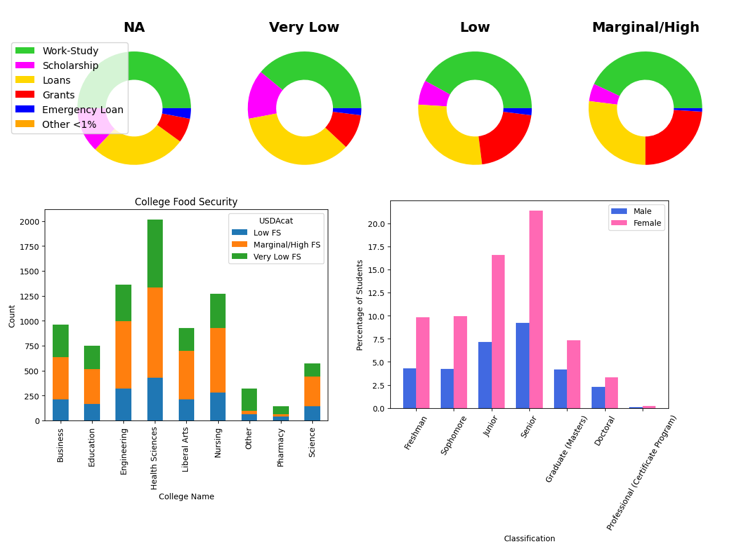 NA
Very Low
Low
Marginal/High
Work-Study
Scholarship
Loans
Grants
Emergency Loan
Other <1%
College Food Security
USDAcat
Low FS
Marginal/High FS
Very Low FS
Count
2000
1750
1500
1250
1000
750
500
250
0
Business
Education
Engineering
Health Sciences
Liberal Arts
Nursing
Other
Pharmacy
Science
College Name
Male
Female
Percentage of Students
20.0
17.5
15.0
12.5
10.0
7.5
5.0
2.5
0.0
Freshman
Sophomore
Junior
Senior
Graduate (Masters)
Doctoral
Professional (Certificate Program)
Classification